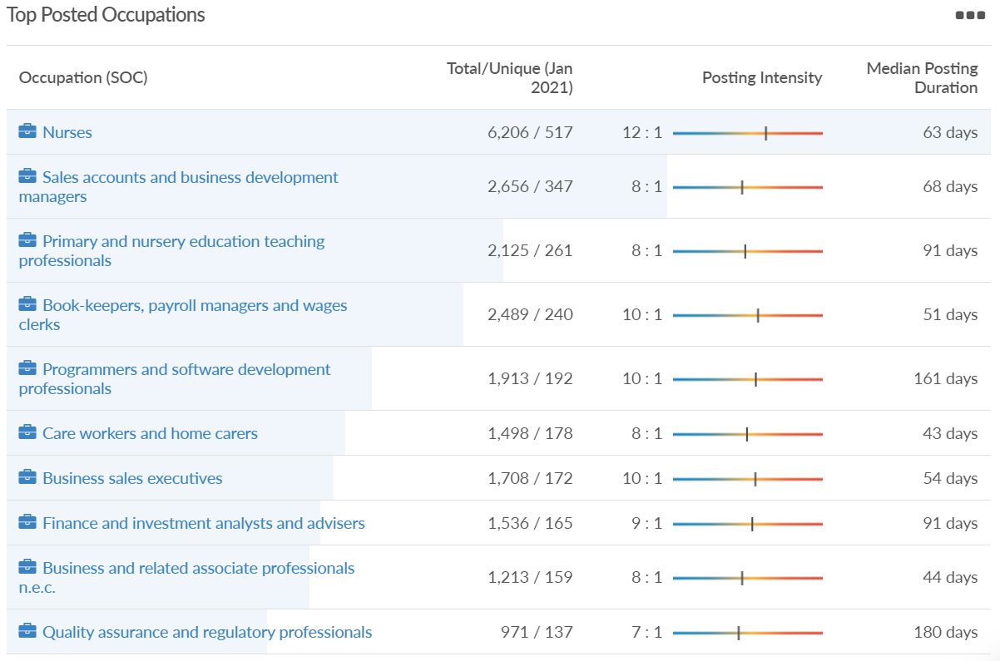 Top Posted Occupations
Occupation (SOC)
Total/Unique (Jan
2021)
Posting Intensity
Median Posting
Duration
Nurses 6,206 / 517 12 : 1 63 days
Sales accounts and business development
managers
2,656 / 347 8 : 1 68 days
Primary and nursery education teaching
professionals
2,125 / 261 8 : 1 91 days
Book-keepers, payroll managers and wages
clerks
2,489 / 240 10 : 1 51 days
Programmers and software development
professionals
1,913 / 192 10 : 1 161 days
Care workers and home carers 1,498 / 178 8 : 1 43 days
Business sales executives 1,708 / 172 10 : 1 54 days
Finance and investment analysts and advisers 1,536 / 165 9 : 1 91 days
Business and related associate professionals
n.e.c.
1,213 / 159 8 : 1 44 days
Quality assurance and regulatory professionals 971 / 137 7 : 1 180 days